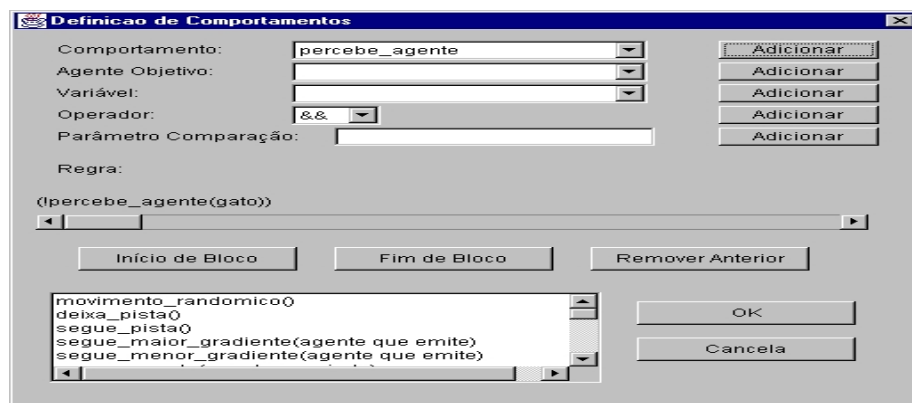 Definicao de Comportamentos
Comportamento: percebe_agente Adicionar
Agente Objetivo: Adicionar
Variável: Adicionar
Operador: && Adicionar
Parâmetro Comparação: Adicionar
Regra:
(!percebe_agente(gato))
Início de Bloco Fim de Bloco Remover Anterior
movimento_randomico()
deixa_pista()
segue_pista()
segue_maior_gradiente(agente que emite)
segue_menor_gradiente(agente que emite)
OK
Cancela